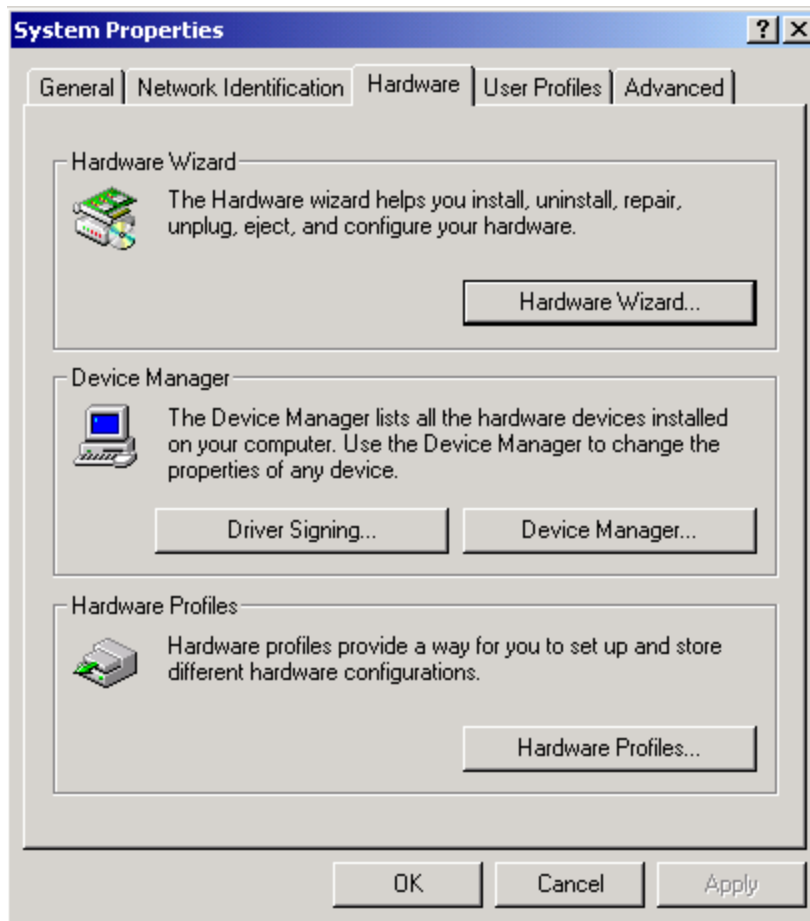 System Properties
General Network Identification Hardware User Profiles Advanced
Hardware Wizard
The Hardware wizard helps you install, uninstall, repair,
unplug, eject, and configure your hardware.
Hardware Wizard...
Device Manager
The Device Manager lists all the hardware devices installed
on your computer. Use the Device Manager to change the
properties of any device.
Driver Signing... Device Manager...
Hardware Profiles
Hardware profiles provide a way for you to set up and store
different hardware configurations.
Hardware Profiles...
OK Cancel Apply